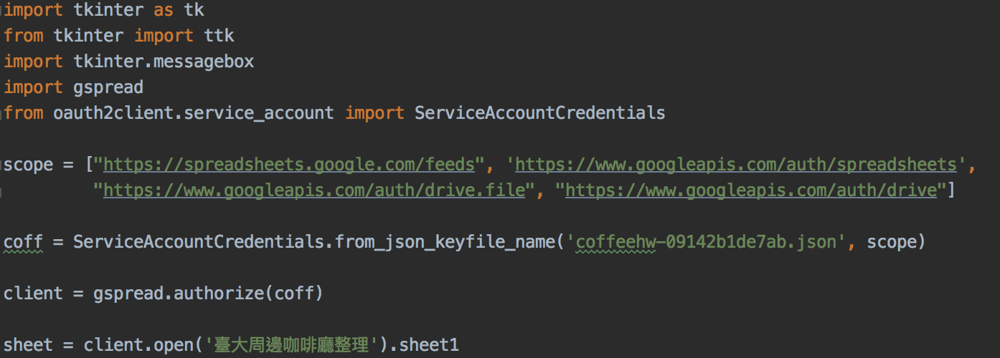 import tkinter as tk
from tkinter import ttk
import tkinter.messagebox
import gspread
from oauth2client.service_account import ServiceAccountCredentials
scope = ["https://spreadsheets.google.com/feeds", 'https://www.googleapis.com/auth/spreadsheets',
"https://www.googleapis.com/auth/drive.file", "https://www.googleapis.com/auth/drive"]
coff = ServiceAccountCredentials.from_json_keyfile_name('coffeehw-09142b1de7ab.json', scope)
client = gspread.authorize(coff)
sheet = client.open('臺大周邊咖啡廳整理').sheet1